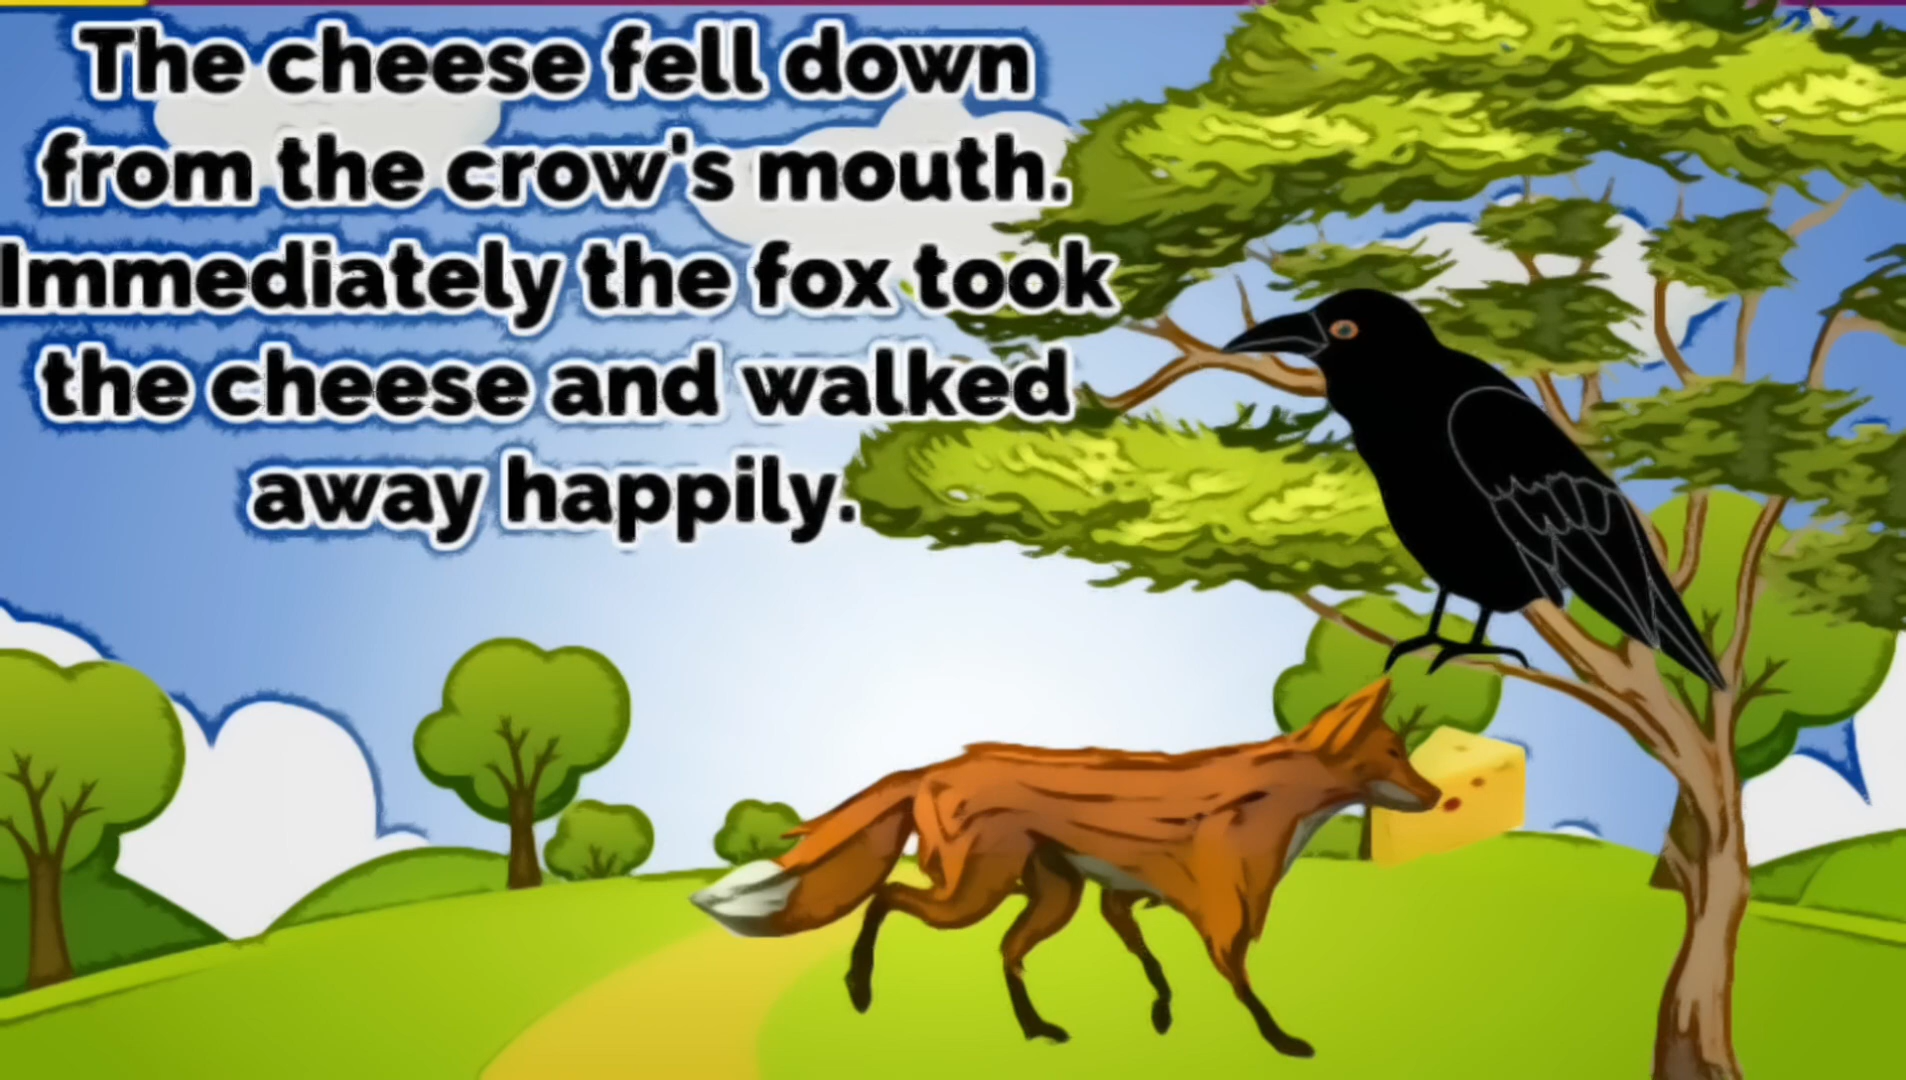 The cheese fell down
from the crow's mouth.
Immediately the fox took
the cheese and walked
away happily.